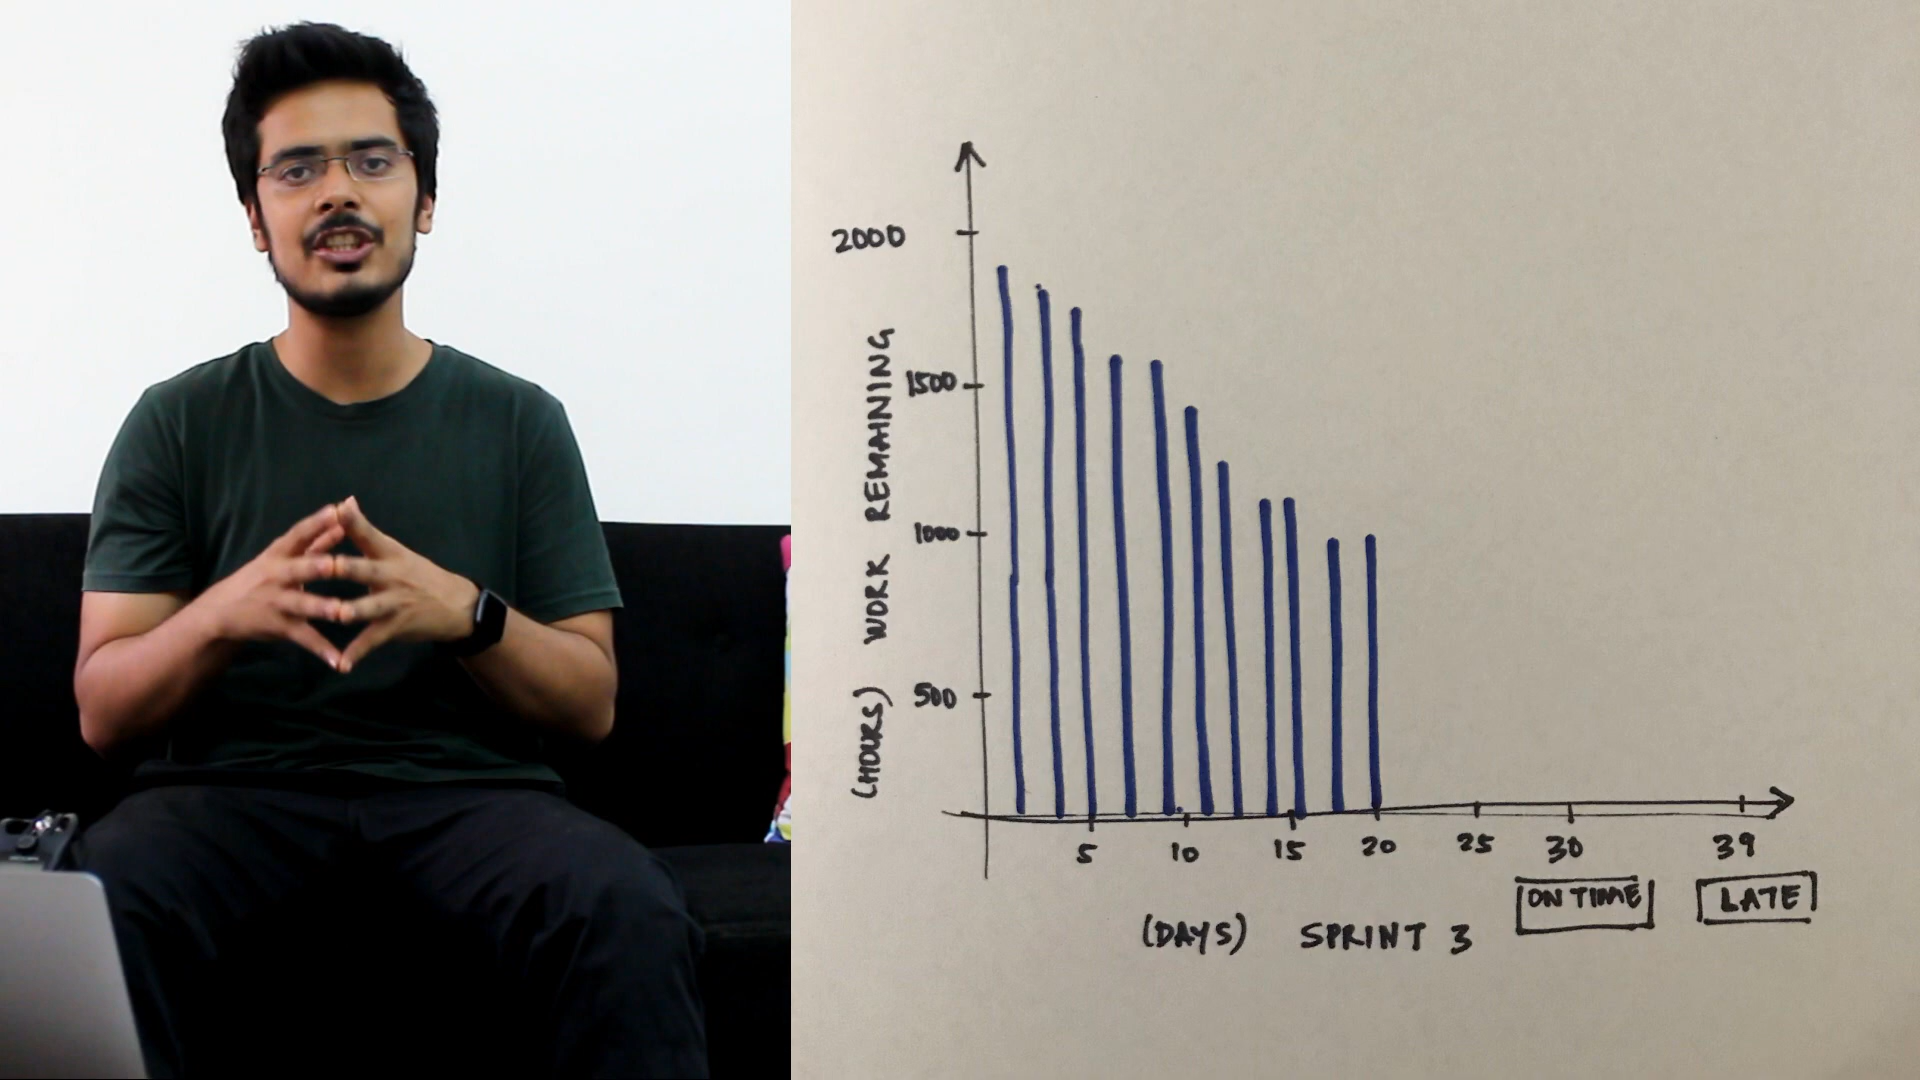 2000
1500
1000
500
(HOURS) WORK REMAINING
5 10 15 20 25 30 39
ON TIME LATE
(DAYS) SPRINT 3